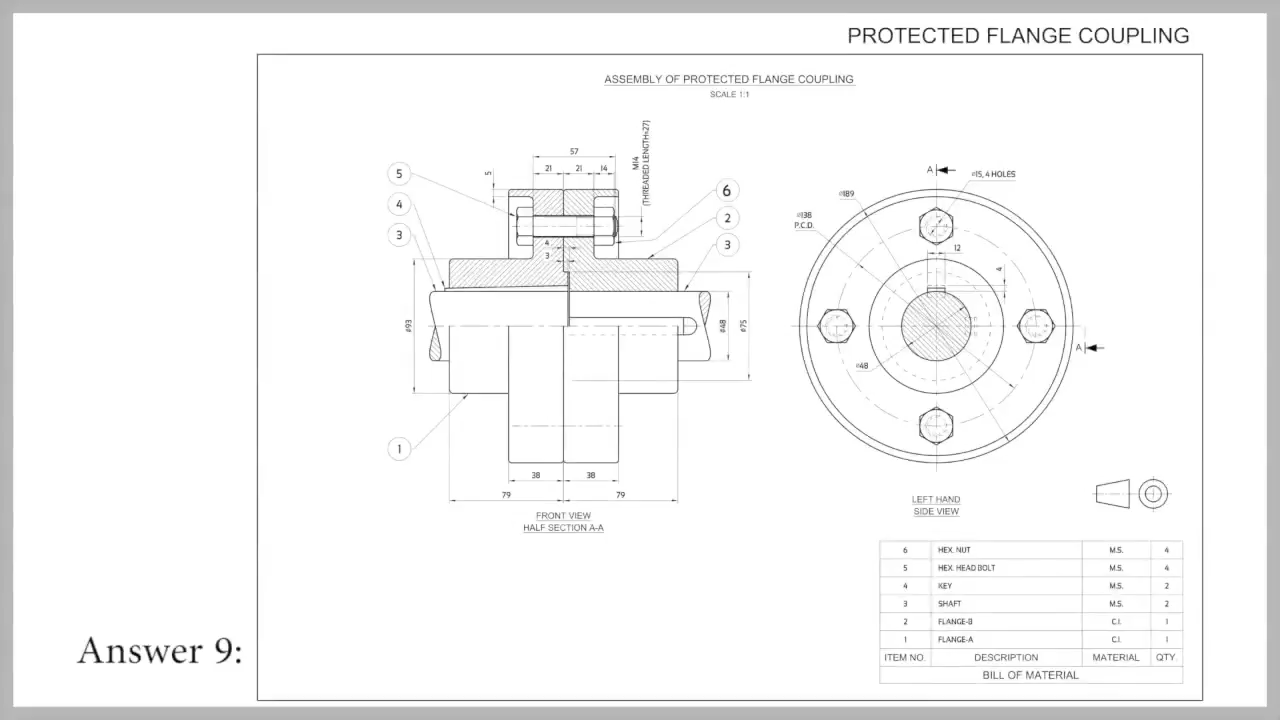 PROTECTED FLANGE COUPLING
ASSEMBLY OF PROTECTED FLANGE COUPLING
SCALE 1:1
57
21 21 14
5
M14
(THREADED LENGTH=27)
5
4
3
6
2
3
4
3
ø93
ø48
ø75
1
38 38
79 79
FRONT VIEW
HALF SECTION A-A
A
ø15, 4 HOLES
ø189
ø138
P.C.D.
12
4
ø48
A
LEFT HAND
SIDE VIEW
6 HEX. NUT M.S. 4
5 HEX. HEAD BOLT M.S. 4
4 KEY M.S. 2
3 SHAFT M.S. 2
2 FLANGE-B C.I. 1
1 FLANGE-A C.I. 1
ITEM NO. DESCRIPTION MATERIAL QTY.
BILL OF MATERIAL
Answer 9: